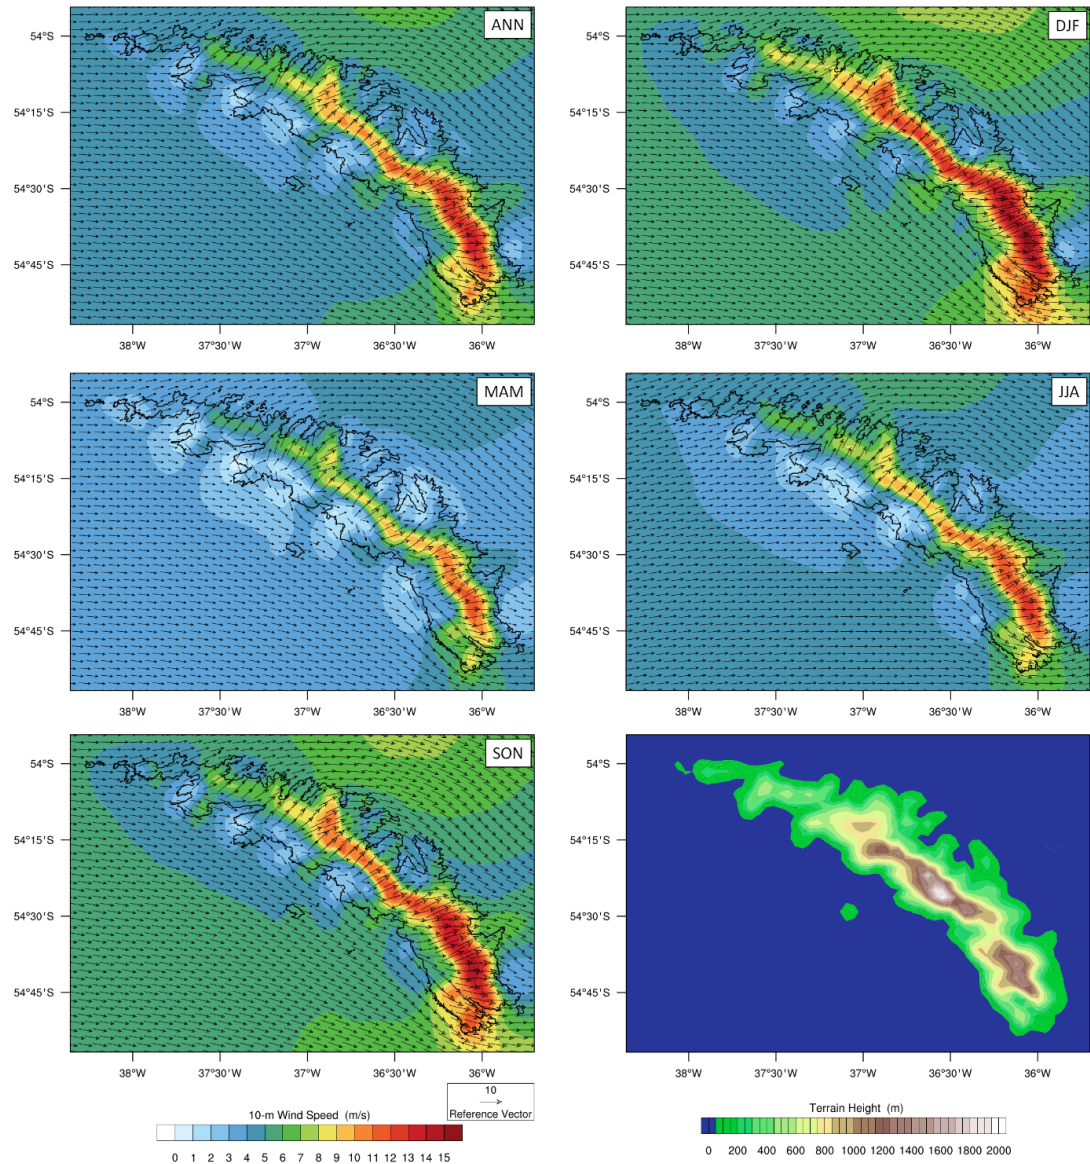 ANN
54°S
54°15'S
54°30'S
54°45'S
38°W 37°30'W 37°W 36°30'W 36°W
DJF
54°S
54°15'S
54°30'S
54°45'S
38°W 37°30'W 37°W 36°30'W 36°W
MAM
54°S
54°15'S
54°30'S
54°45'S
38°W 37°30'W 37°W 36°30'W 36°W
JJA
54°S
54°15'S
54°30'S
54°45'S
38°W 37°30'W 37°W 36°30'W 36°W
SON
54°S
54°15'S
54°30'S
54°45'S
38°W 37°30'W 37°W 36°30'W 36°W
54°S
54°15'S
54°30'S
54°45'S
38°W 37°30'W 37°W 36°30'W 36°W
10
Reference Vector
10-m Wind Speed (m/s)
0 1 2 3 4 5 6 7 8 9 10 11 12 13 14 15
Terrain Height (m)
0 200 400 600 800 1000 1200 1400 1600 1800 2000